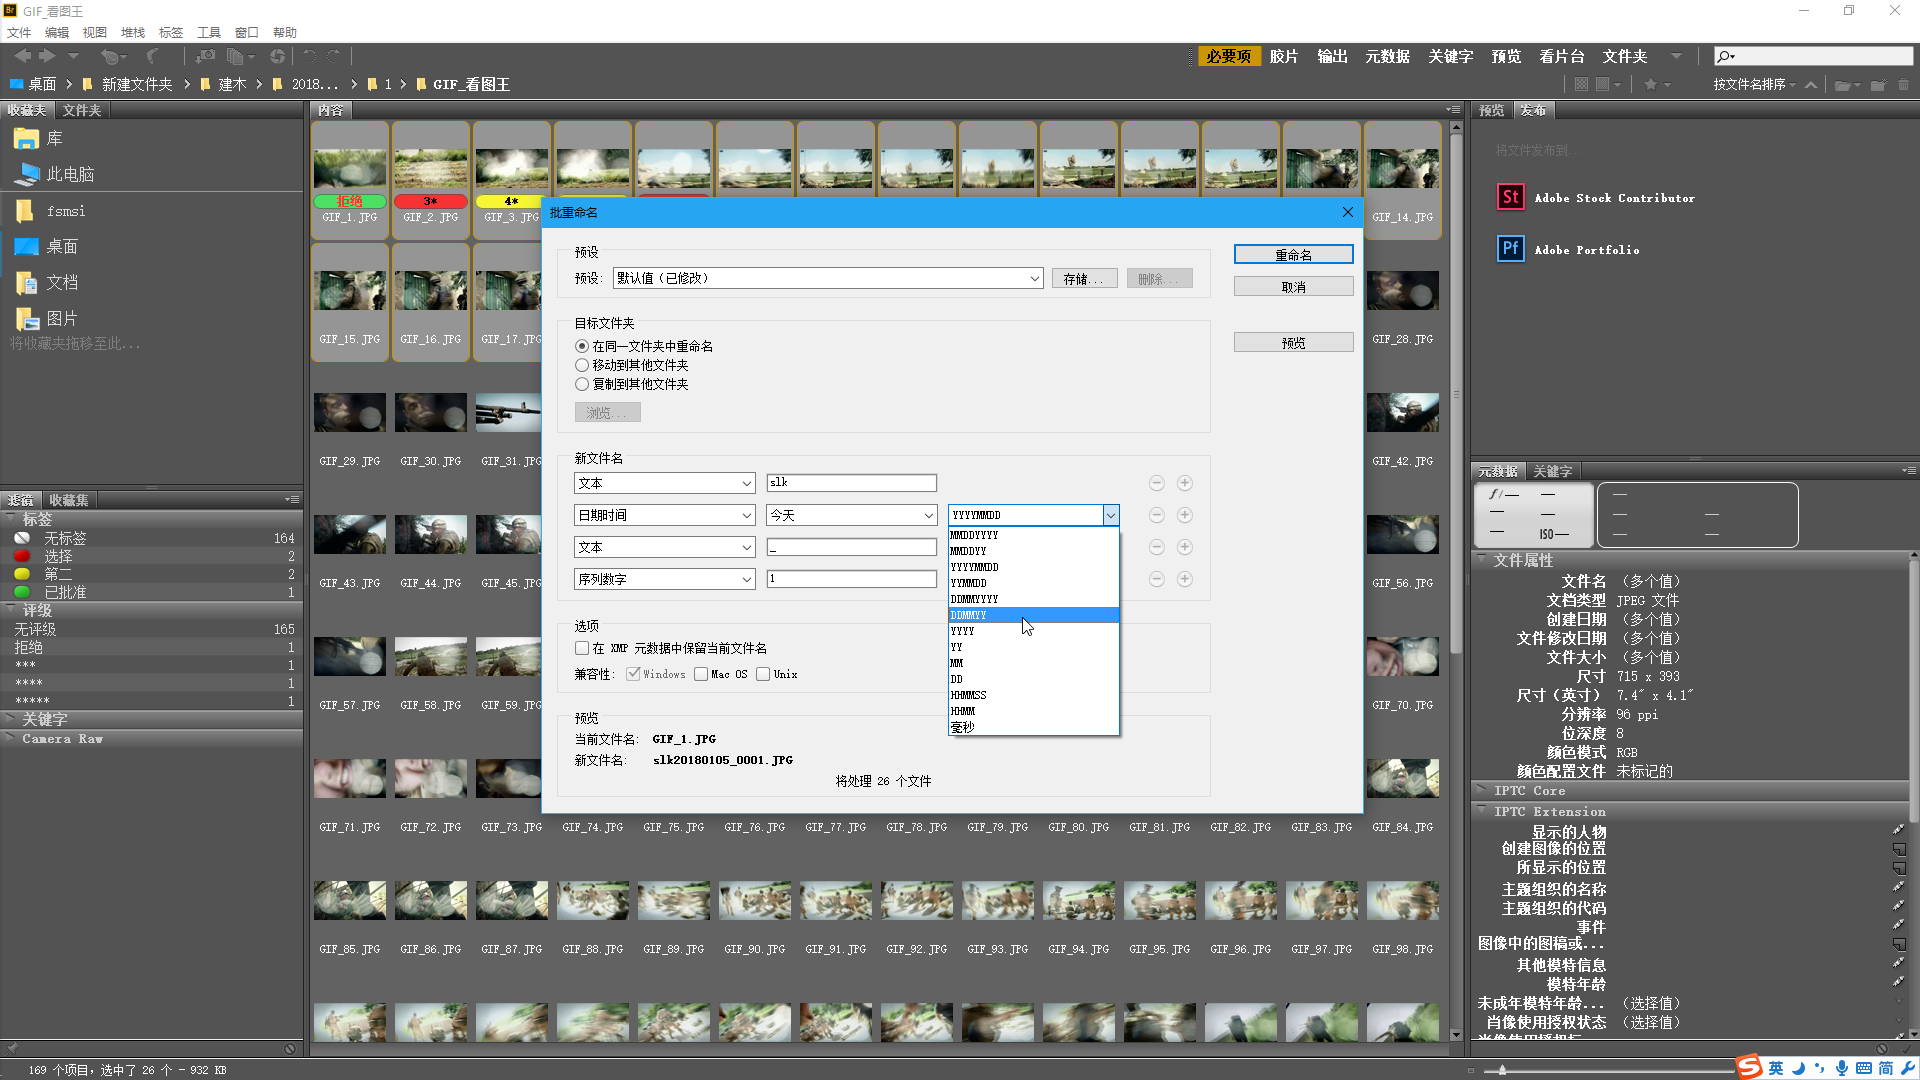 GIF_看图王
文件 编辑 视图 堆栈 标签 工具 窗口 帮助
必要项 胶片 输出 元数据 关键字 预览 看片台 文件夹
桌面 新建文件夹 建木 2018... 1 GIF_看图王
按文件名排序
收藏夹 文件夹
库
此电脑
fsmsi
桌面
文档
图片
将收藏夹拖移至此...
滤镜 收藏集
标签
无标签 164
选择 2
第二 2
已批准 1
评级
无评级 165
拒绝 1
*** 1
**** 1
***** 1
关键字
Camera Raw
内容
拒绝 3* 4*
GIF_1.JPG GIF_2.JPG GIF_3.JPG GIF_14.JPG
GIF_15.JPG GIF_16.JPG GIF_17.JPG GIF_28.JPG
GIF_29.JPG GIF_30.JPG GIF_31.JPG GIF_42.JPG
GIF_43.JPG GIF_44.JPG GIF_45.JPG GIF_56.JPG
GIF_57.JPG GIF_58.JPG GIF_59.JPG GIF_70.JPG
GIF_71.JPG GIF_72.JPG GIF_73.JPG GIF_74.JPG GIF_75.JPG GIF_76.JPG GIF_77.JPG GIF_78.JPG GIF_79.JPG GIF_80.JPG GIF_81.JPG GIF_82.JPG GIF_83.JPG GIF_84.JPG
GIF_85.JPG GIF_86.JPG GIF_87.JPG GIF_88.JPG GIF_89.JPG GIF_90.JPG GIF_91.JPG GIF_92.JPG GIF_93.JPG GIF_94.JPG GIF_95.JPG GIF_96.JPG GIF_97.JPG GIF_98.JPG
批重命名
预设
预设: 默认值（已修改） 存储... 删除...
重命名
取消
预览
目标文件夹
在同一文件夹中重命名
移动到其他文件夹
复制到其他文件夹
浏览...
新文件名
文本 slk
日期时间 今天 YYYYMMDD
文本 _
序列数字 1
MMDDYYYY
MMDDYY
YYYYMMDD
YYMMDD
DDMMYYYY
DDMMYY
YYYY
YY
MM
DD
HHMMSS
HHMM
毫秒
选项
在 XMP 元数据中保留当前文件名
兼容性: Windows Mac OS Unix
预览
当前文件名: GIF_1.JPG
新文件名: slk20180105_0001.JPG
将处理 26 个文件
预览 发布
将文件发布到...
St Adobe Stock Contributor
Pf Adobe Portfolio
元数据 关键字
f/— —
— —
— ISO—
—
— —
— —
文件属性
文件名 （多个值）
文档类型 JPEG 文件
创建日期 （多个值）
文件修改日期 （多个值）
文件大小 （多个值）
尺寸 715 x 393
尺寸（英寸） 7.4" x 4.1"
分辨率 96 ppi
位深度 8
颜色模式 RGB
颜色配置文件 未标记的
IPTC Core
IPTC Extension
显示的人物
创建图像的位置
所显示的位置
主题组织的名称
主题组织的代码
事件
图像中的图稿或...
其他模特信息
模特年龄
未成年模特年龄... （选择值）
肖像使用授权状态 （选择值）
169 个项目，选中了 26 个 - 932 KB
英 简